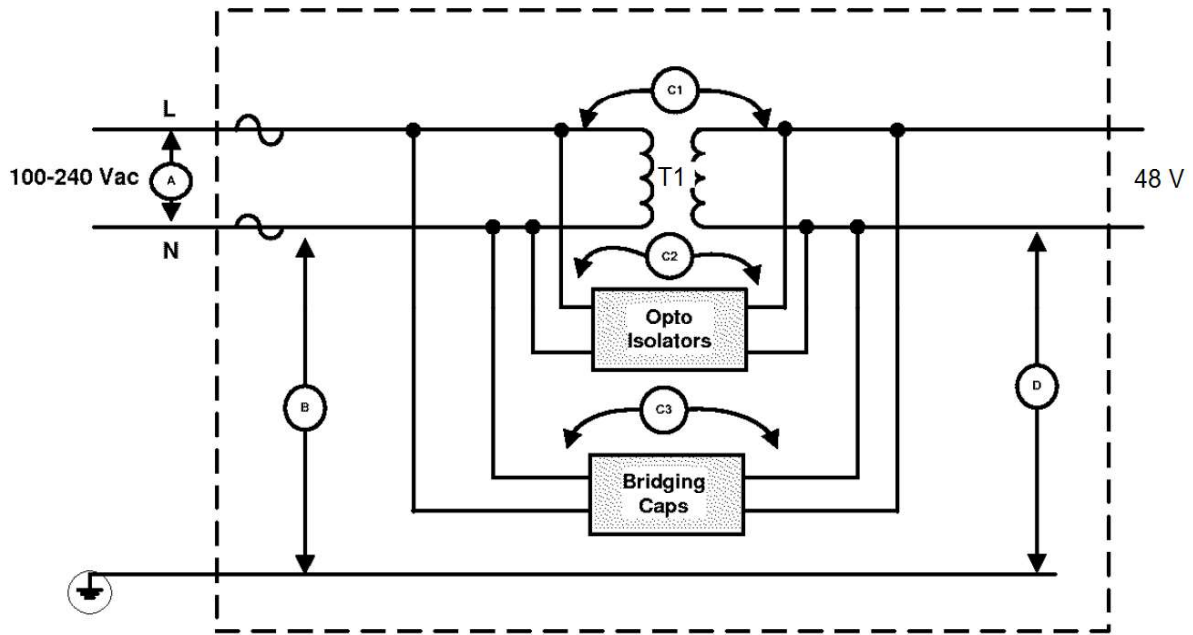 C1
L
100-240 Vac
A
T1
48 V
N
C2
Opto
Isolators
B
C3
D
Bridging
Caps